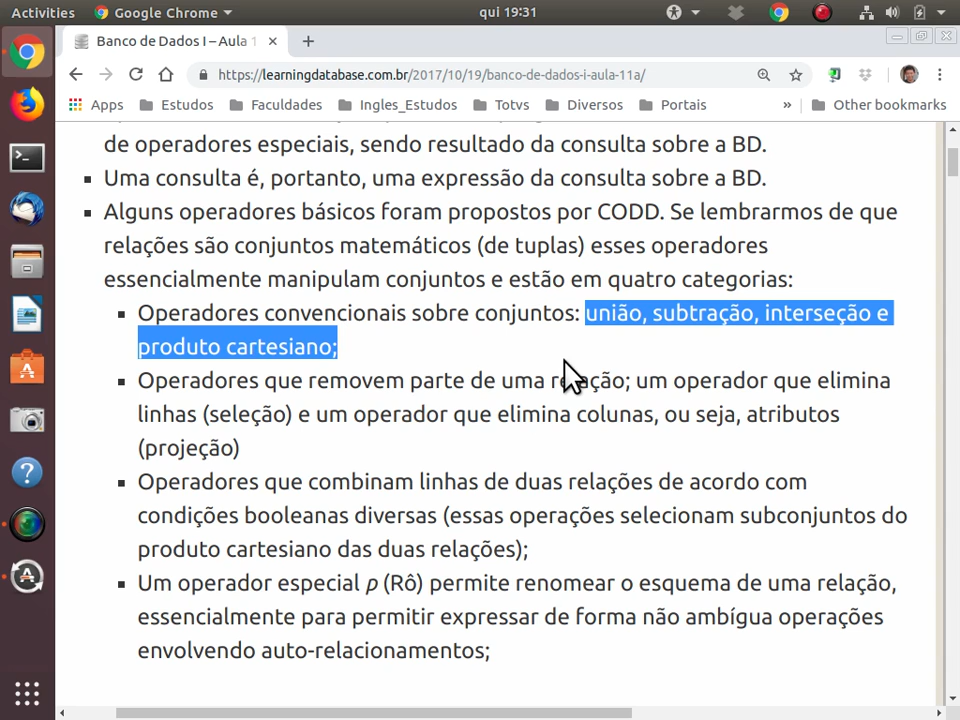 Activities
Google Chrome
qui 19:31
Banco de Dados I – Aula 1
https://learningdatabase.com.br/2017/10/19/banco-de-dados-i-aula-11a/
Apps
Estudos
Faculdades
Ingles_Estudos
Totvs
Diversos
Portais
»
Other bookmarks
de operadores especiais, sendo resultado da consulta sobre a BD.
Uma consulta é, portanto, uma expressão da consulta sobre a BD.
Alguns operadores básicos foram propostos por CODD. Se lembrarmos de que
relações são conjuntos matemáticos (de tuplas) esses operadores
essencialmente manipulam conjuntos e estão em quatro categorias:
Operadores convencionais sobre conjuntos: união, subtração, interseção e
produto cartesiano;
Operadores que removem parte de uma relação; um operador que elimina
linhas (seleção) e um operador que elimina colunas, ou seja, atributos
(projeção)
Operadores que combinam linhas de duas relações de acordo com
condições booleanas diversas (essas operações selecionam subconjuntos do
produto cartesiano das duas relações);
Um operador especial p (Rô) permite renomear o esquema de uma relação,
essencialmente para permitir expressar de forma não ambígua operações
envolvendo auto-relacionamentos;